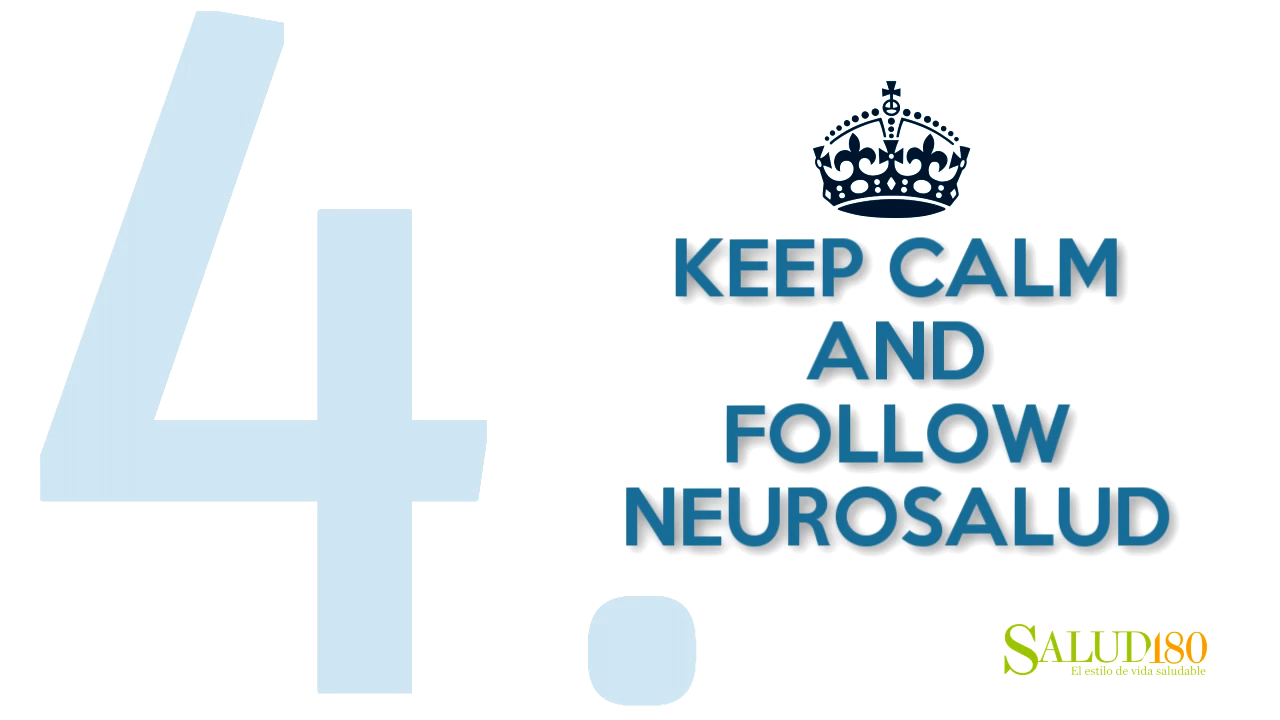 4.
KEEP CALM
AND
FOLLOW
NEUROSALUD
SALUD180
El estilo de vida saludable